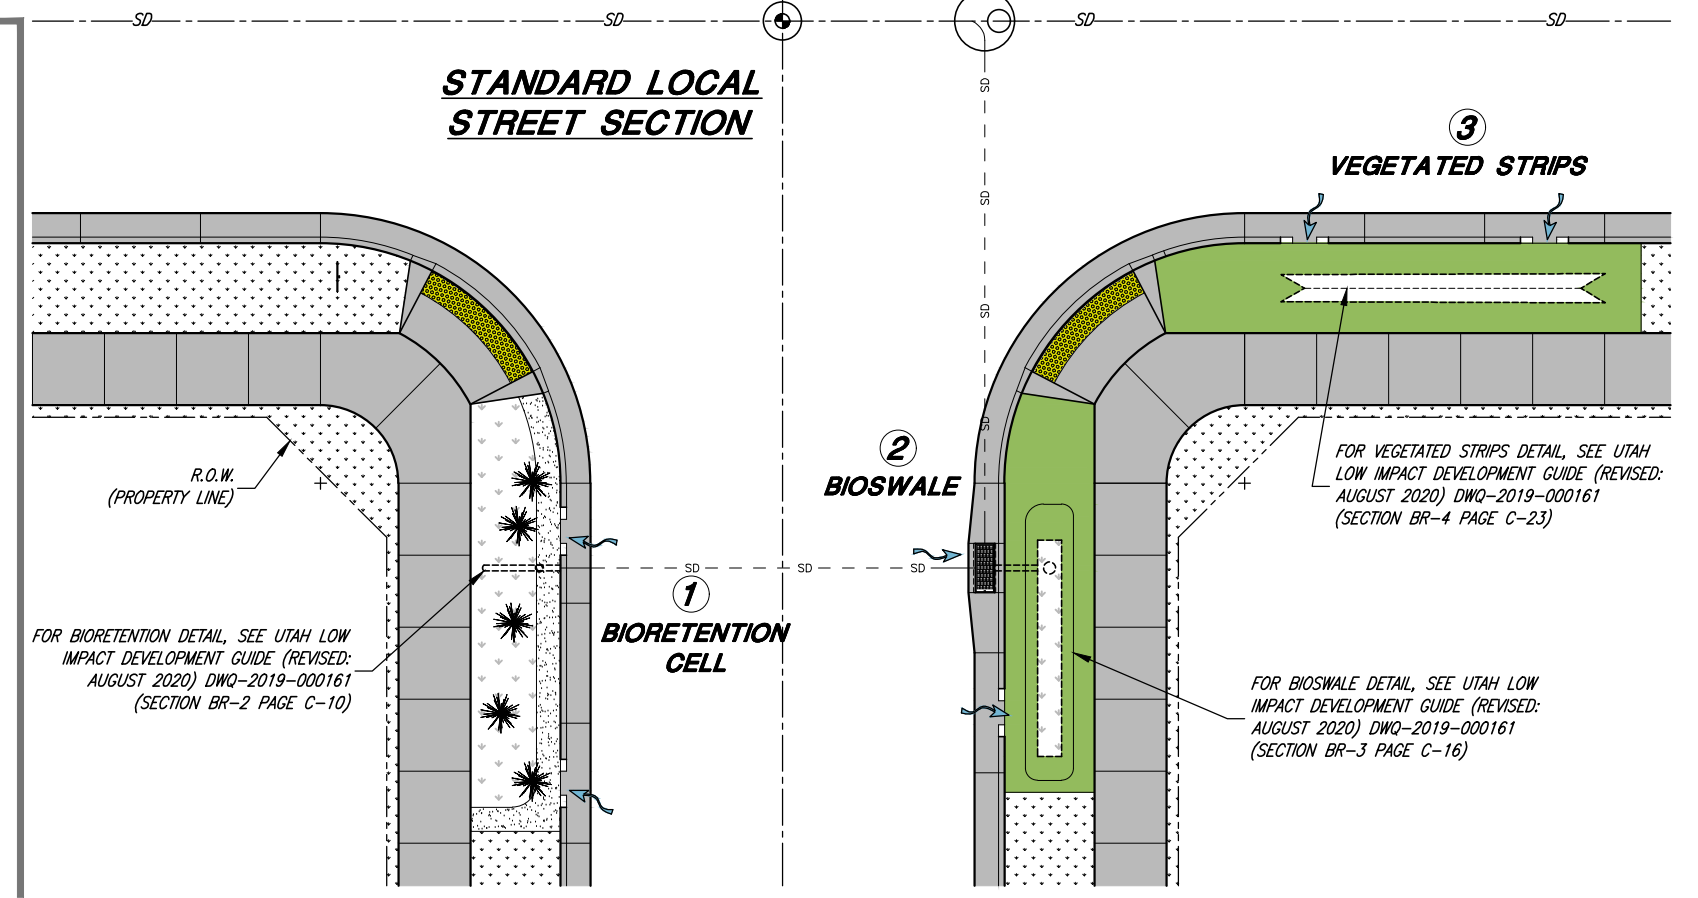 SD
SD
SD
SD
STANDARD LOCAL
STREET SECTION
SD
SD
SD
SD
3
VEGETATED STRIPS
2
BIOSWALE
R.O.W.
(PROPERTY LINE)
FOR VEGETATED STRIPS DETAIL, SEE UTAH
LOW IMPACT DEVELOPMENT GUIDE (REVISED:
AUGUST 2020) DWQ-2019-000161
(SECTION BR-4 PAGE C-23)
SD
SD
SD
1
BIORETENTION
CELL
FOR BIORETENTION DETAIL, SEE UTAH LOW
IMPACT DEVELOPMENT GUIDE (REVISED:
AUGUST 2020) DWQ-2019-000161
(SECTION BR-2 PAGE C-10)
FOR BIOSWALE DETAIL, SEE UTAH LOW
IMPACT DEVELOPMENT GUIDE (REVISED:
AUGUST 2020) DWQ-2019-000161
(SECTION BR-3 PAGE C-16)